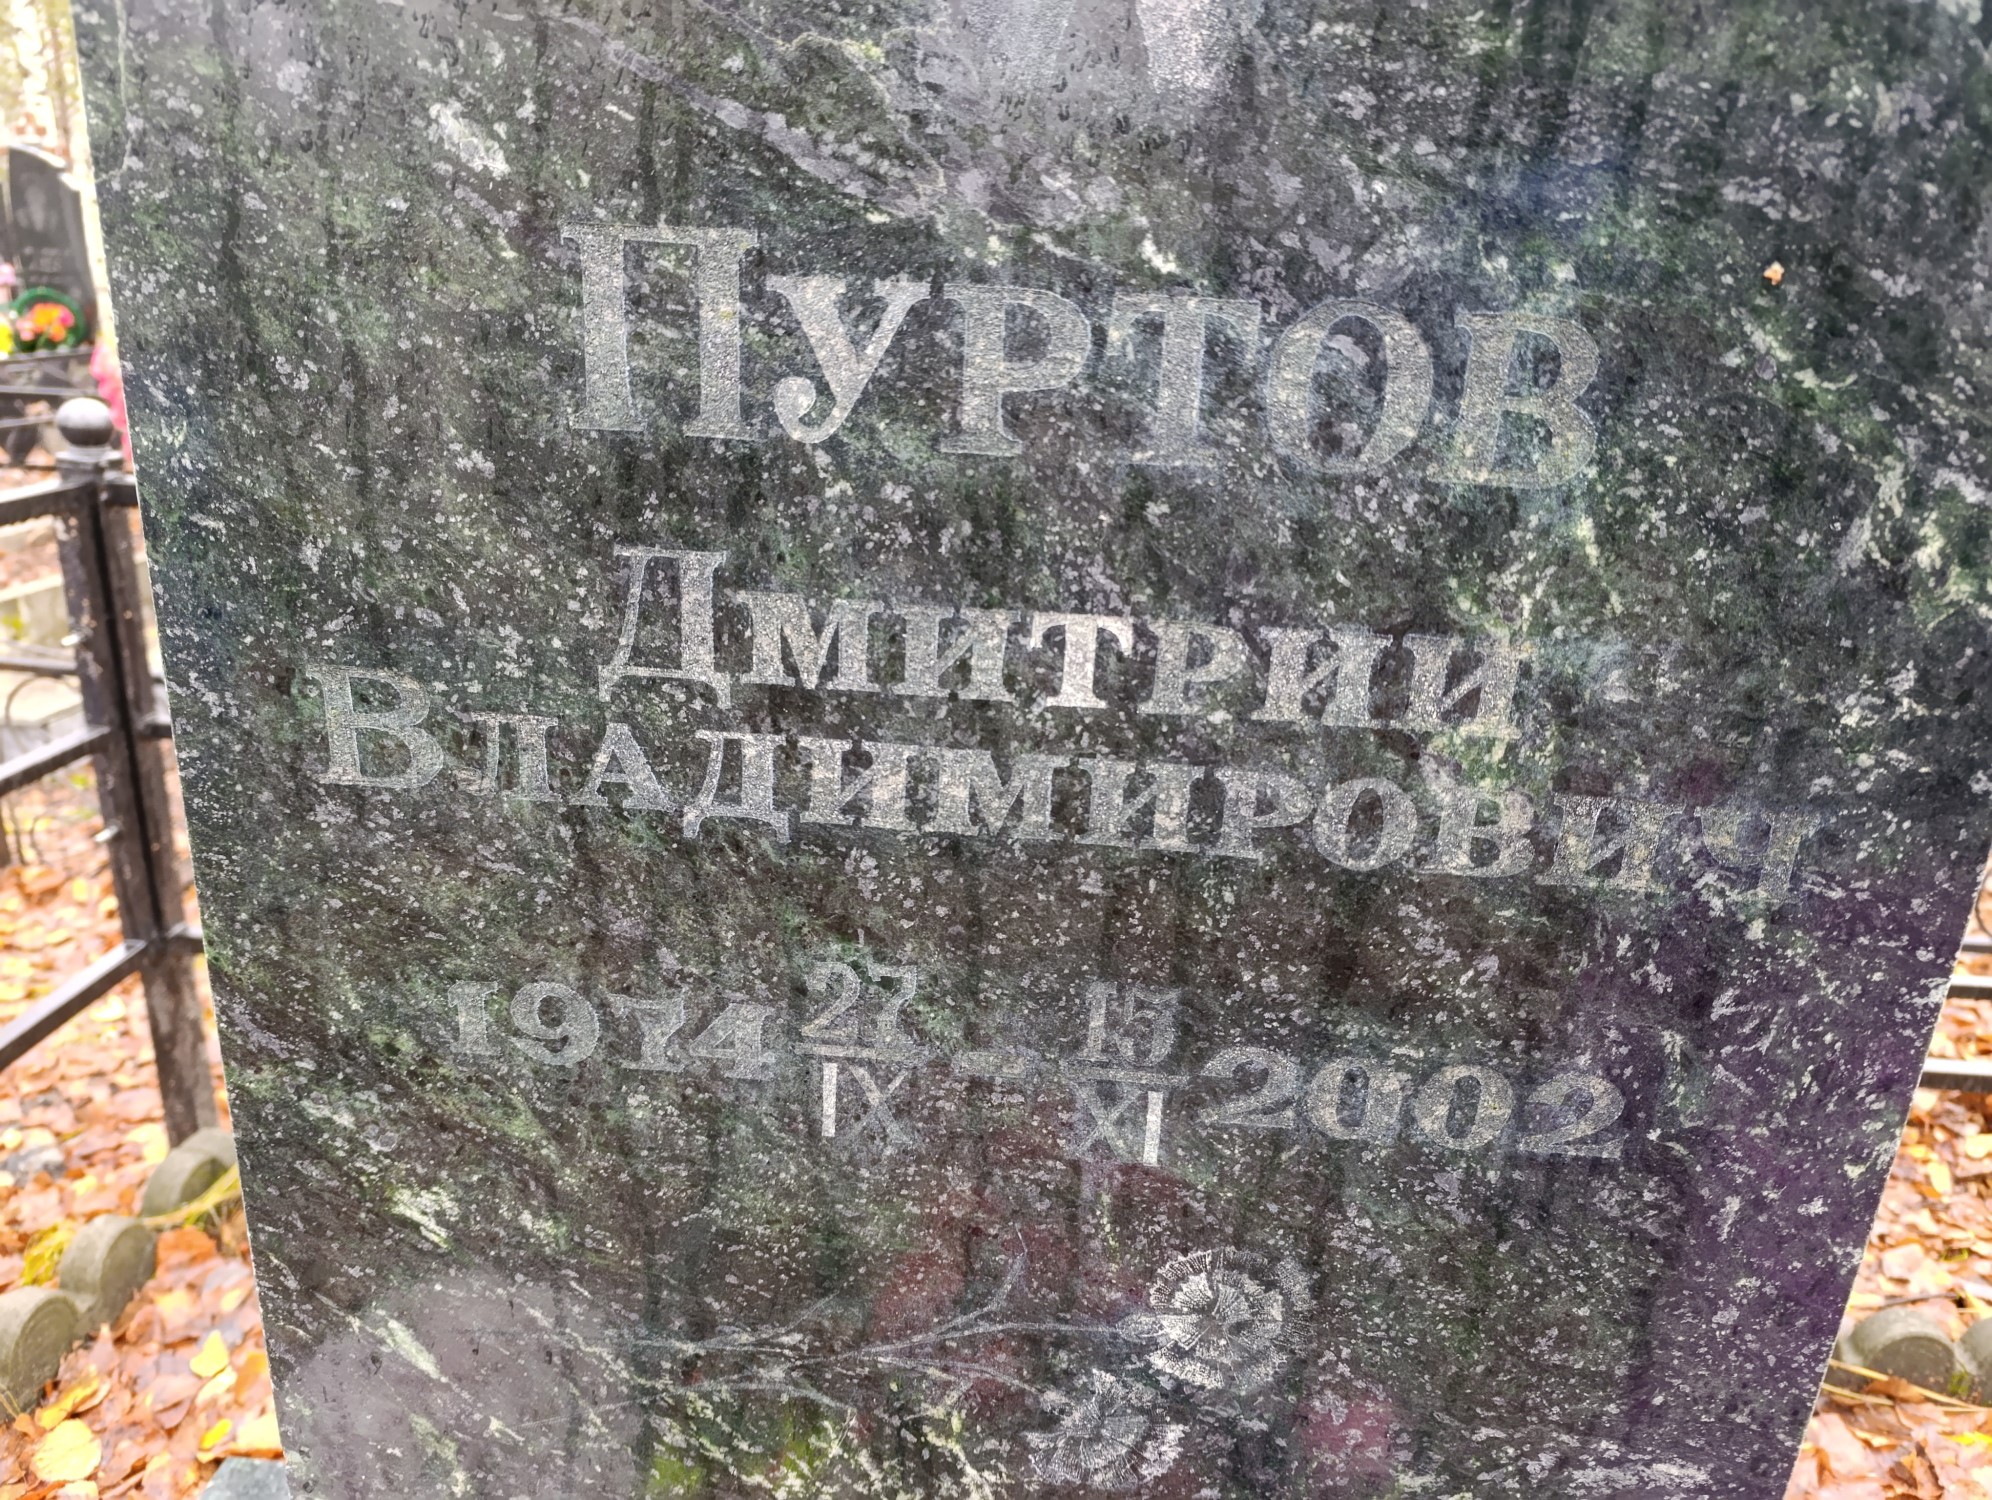 Пуртов
Дмитрий
Владимирович
1974 27/IX - 15/XI 2002